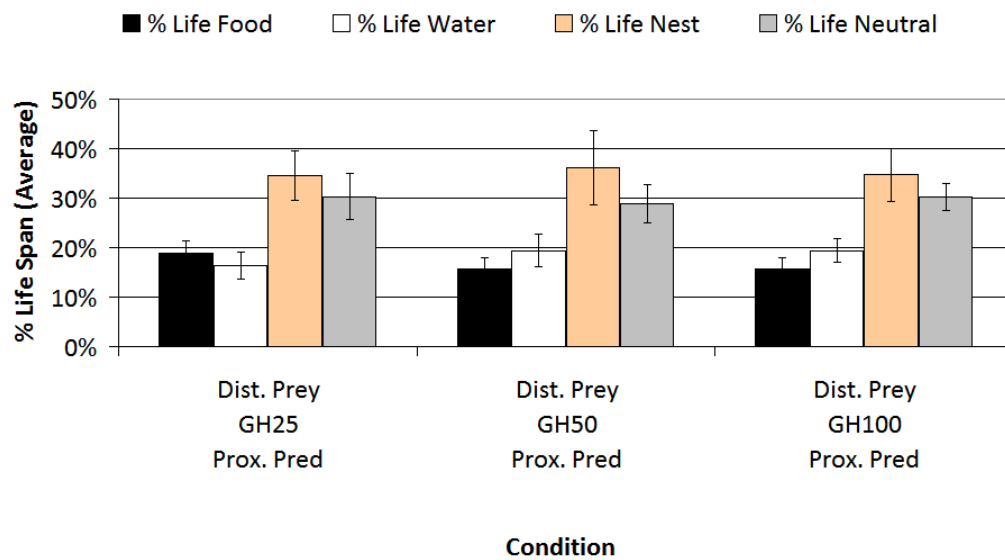 % Life Food % Life Water % Life Nest % Life Neutral
% Life Span (Average)
50%
40%
30%
20%
10%
0%
Dist. Prey Dist. Prey Dist. Prey
GH25 GH50 GH100
Prox. Pred Prox. Pred Prox. Pred
Condition